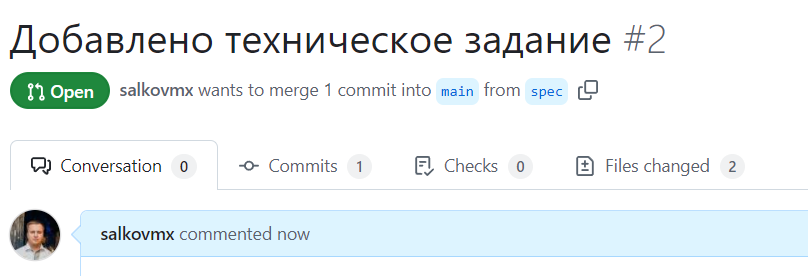 Добавлено техническое задание #2
Open salkovmx wants to merge 1 commit into main from spec
Conversation 0 Commits 1 Checks 0 Files changed 2
salkovmx commented now